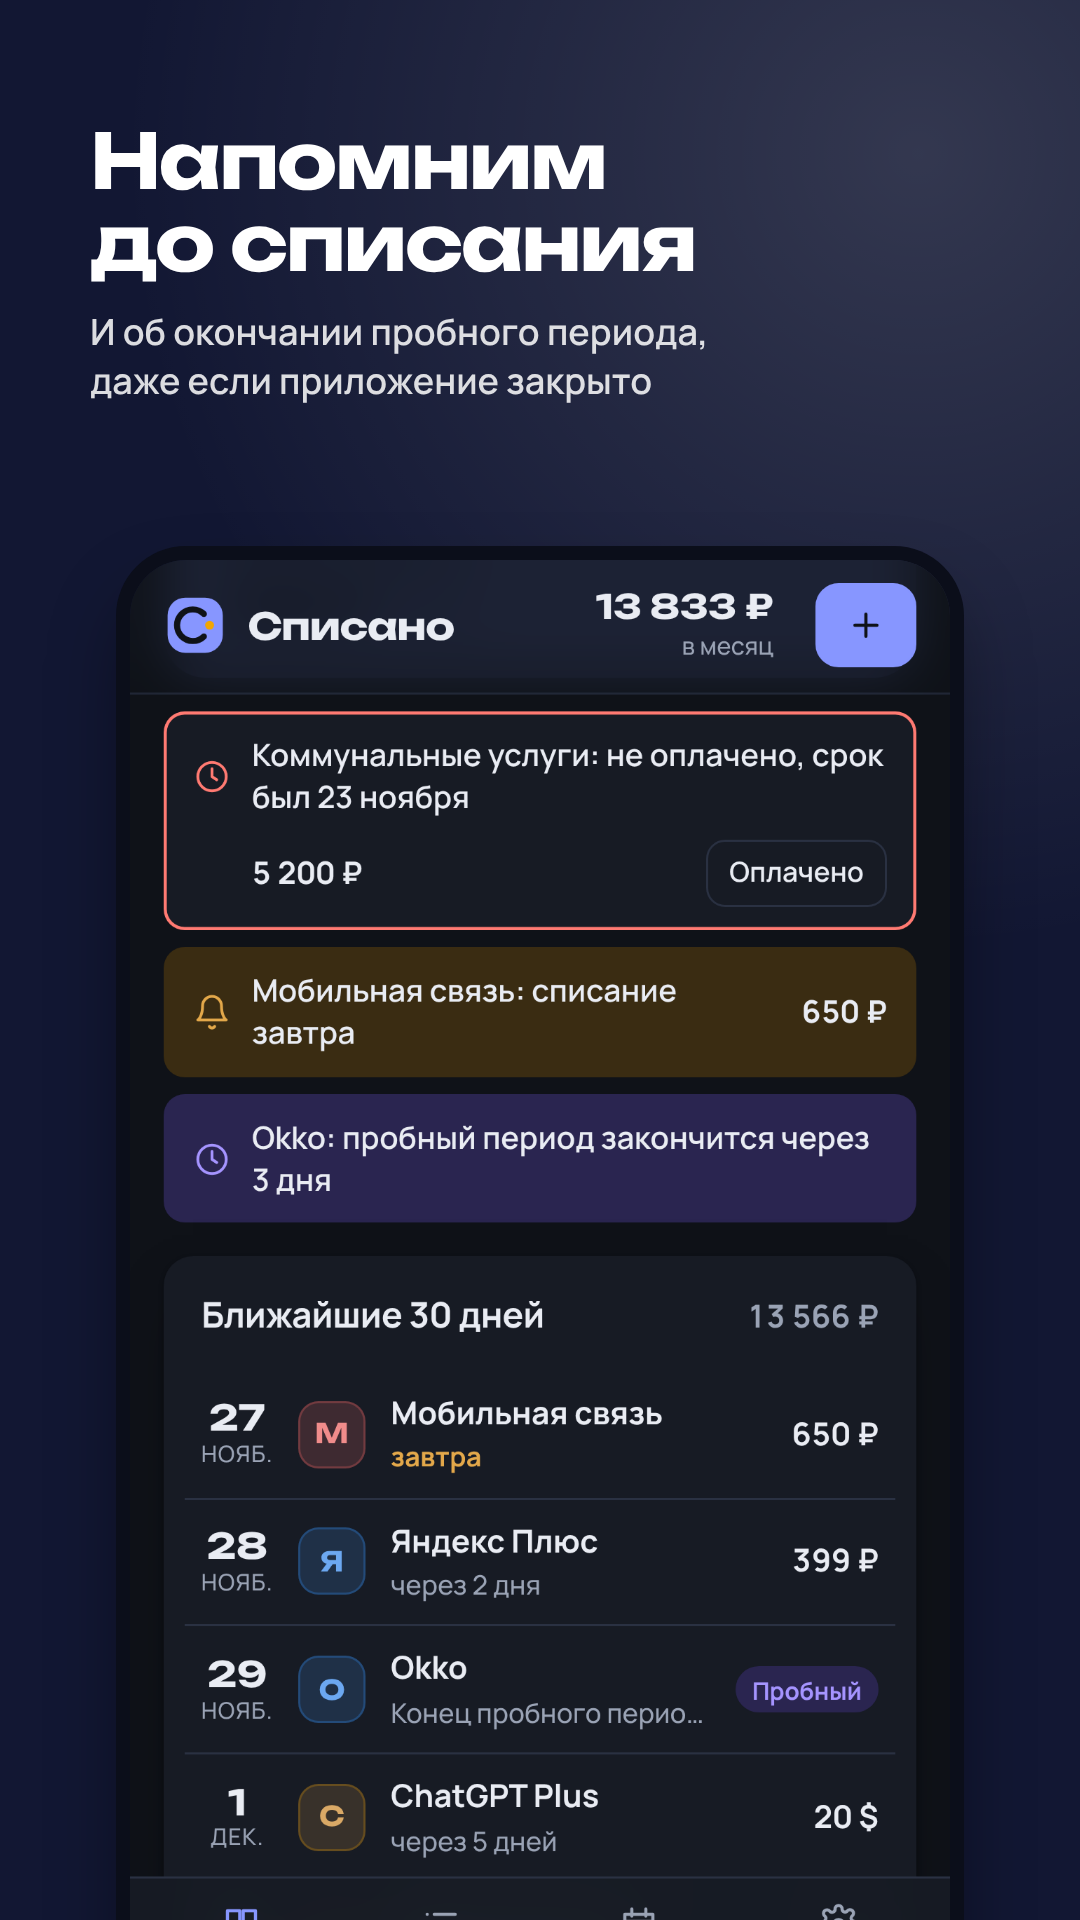 Напомним
до списания
И об окончании пробного периода,
даже если приложение закрыто
Списано
13 833 ₽
в месяц
Коммунальные услуги: не оплачено, срок
был 23 ноября
5 200 ₽
Оплачено
Мобильная связь: списание
завтра
650 ₽
Okko: пробный период закончится через
3 дня
Ближайшие 30 дней
13 566 ₽
27
НОЯБ.
М
Мобильная связь
завтра
650 ₽
28
НОЯБ.
Я
Яндекс Плюс
через 2 дня
399 ₽
29
НОЯБ.
O
Okko
Конец пробного перио...
Пробный
1
ДЕК.
C
ChatGPT Plus
через 5 дней
20 $